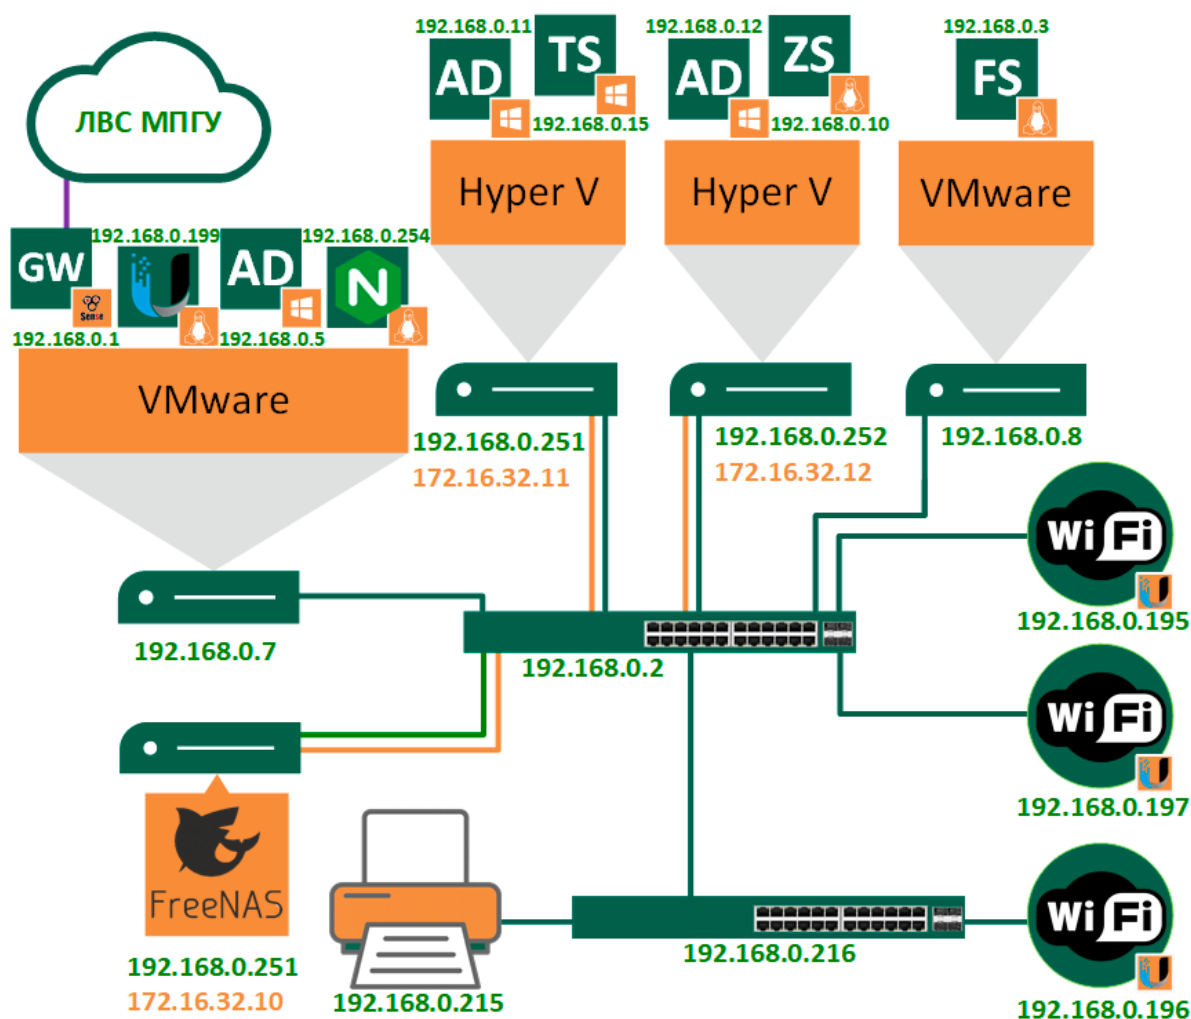 ЛВС МПГУ
192.168.0.11
AD
TS
192.168.0.15
Hyper V
192.168.0.12
AD
ZS
192.168.0.10
Hyper V
192.168.0.3
FS
VMware
GW
Sense
192.168.0.1
192.168.0.199
U
AD
192.168.0.5
192.168.0.254
N
VMware
192.168.0.251
172.16.32.11
192.168.0.252
172.16.32.12
192.168.0.8
192.168.0.7
192.168.0.2
Wi Fi
192.168.0.195
Wi Fi
192.168.0.197
FreeNAS
192.168.0.251
172.16.32.10
192.168.0.215
192.168.0.216
Wi Fi
192.168.0.196